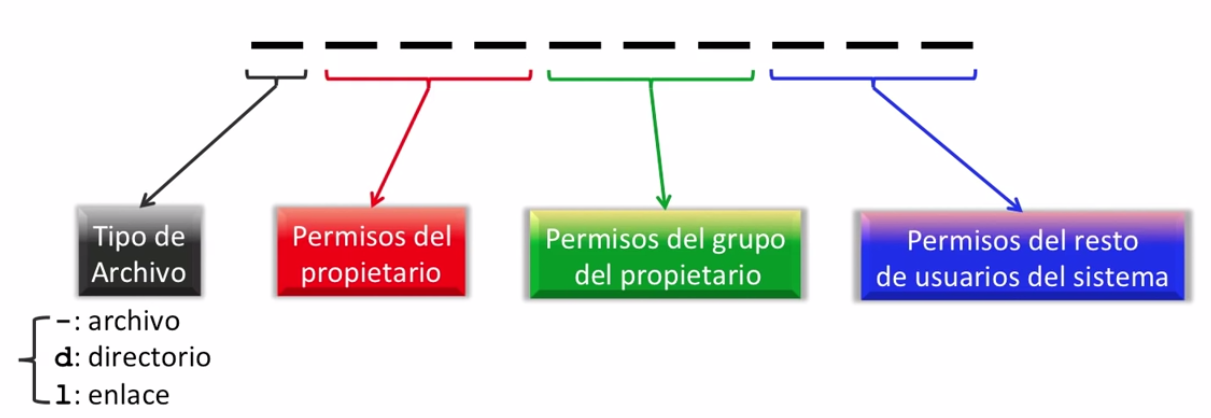 Tipo de
Archivo
Permisos del
propietario
Permisos del grupo
del propietario
Permisos del resto
de usuarios del sistema
-: archivo
d: directorio
l: enlace